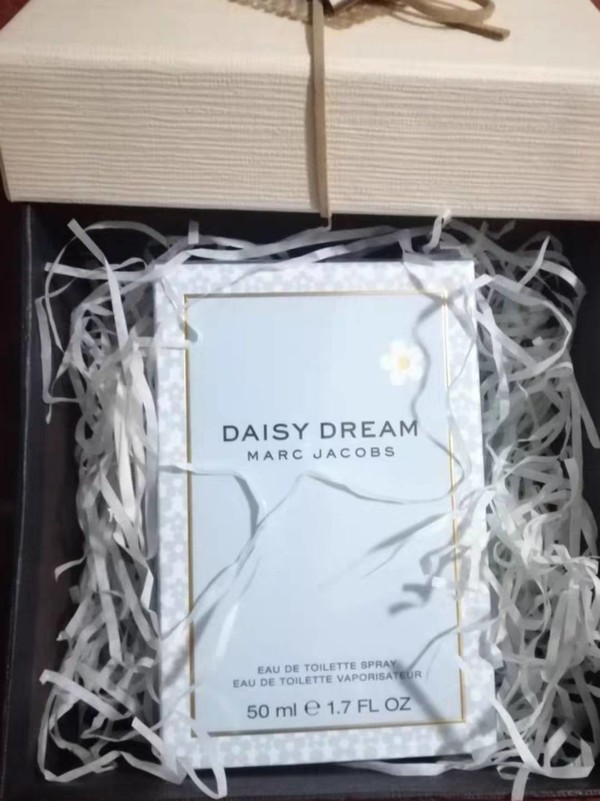 DAISY DREAM
MARC JACOBS
EAU DE TOILETTE SPRAY
EAU DE TOILETTE VAPORISATEUR
50 ml ℮ 1.7 FL OZ